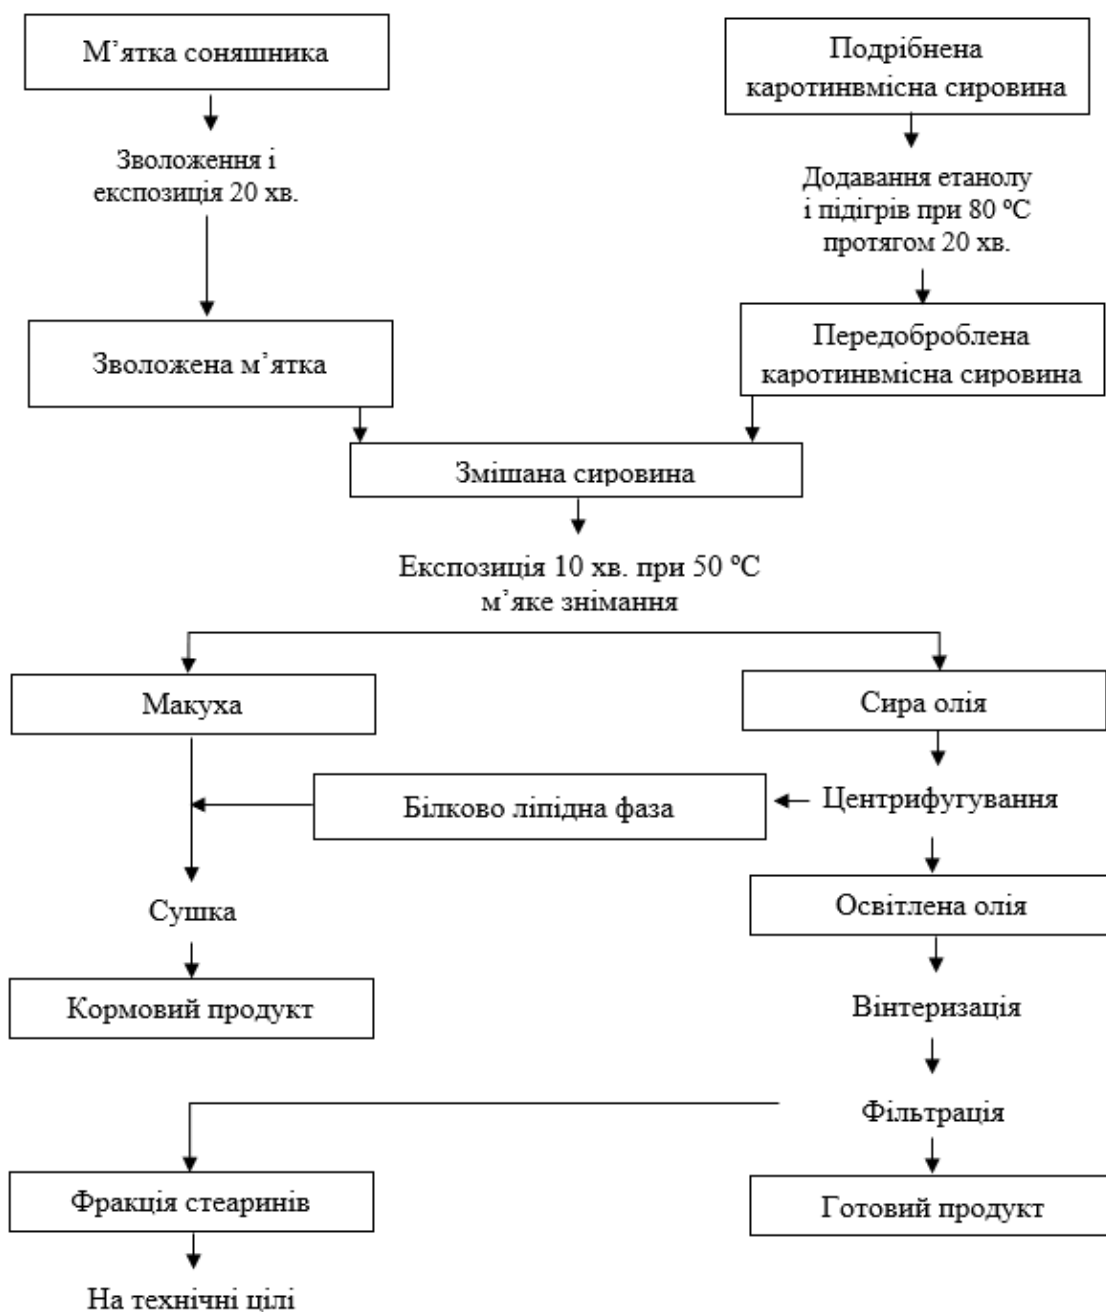 М’ятка соняшника
Подрібнена
каротинвмісна сировина
Зволоження і
експозиція 20 хв.
Додавання етанолу
і підігрів при 80 ºС
протягом 20 хв.
Зволожена м’ятка
Передоброблена
каротинвмісна сировина
Змішана сировина
Експозиція 10 хв. при 50 ºС
м’яке знімання
Макуха
Сира олія
Білково ліпідна фаза
Центрифугування
Сушка
Освітлена олія
Кормовий продукт
Вінтеризація
Фільтрація
Фракція стеаринів
Готовий продукт
На технічні цілі